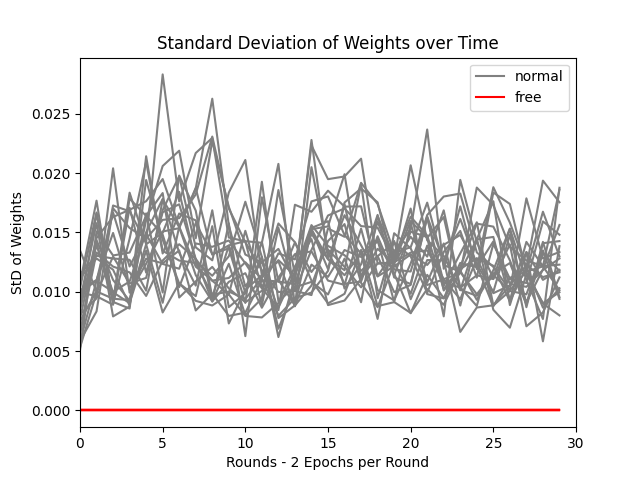 Standard Deviation of Weights over Time
normal
free
StD of Weights
0.025
0.020
0.015
0.010
0.005
0.000
0 5 10 15 20 25 30
Rounds - 2 Epochs per Round